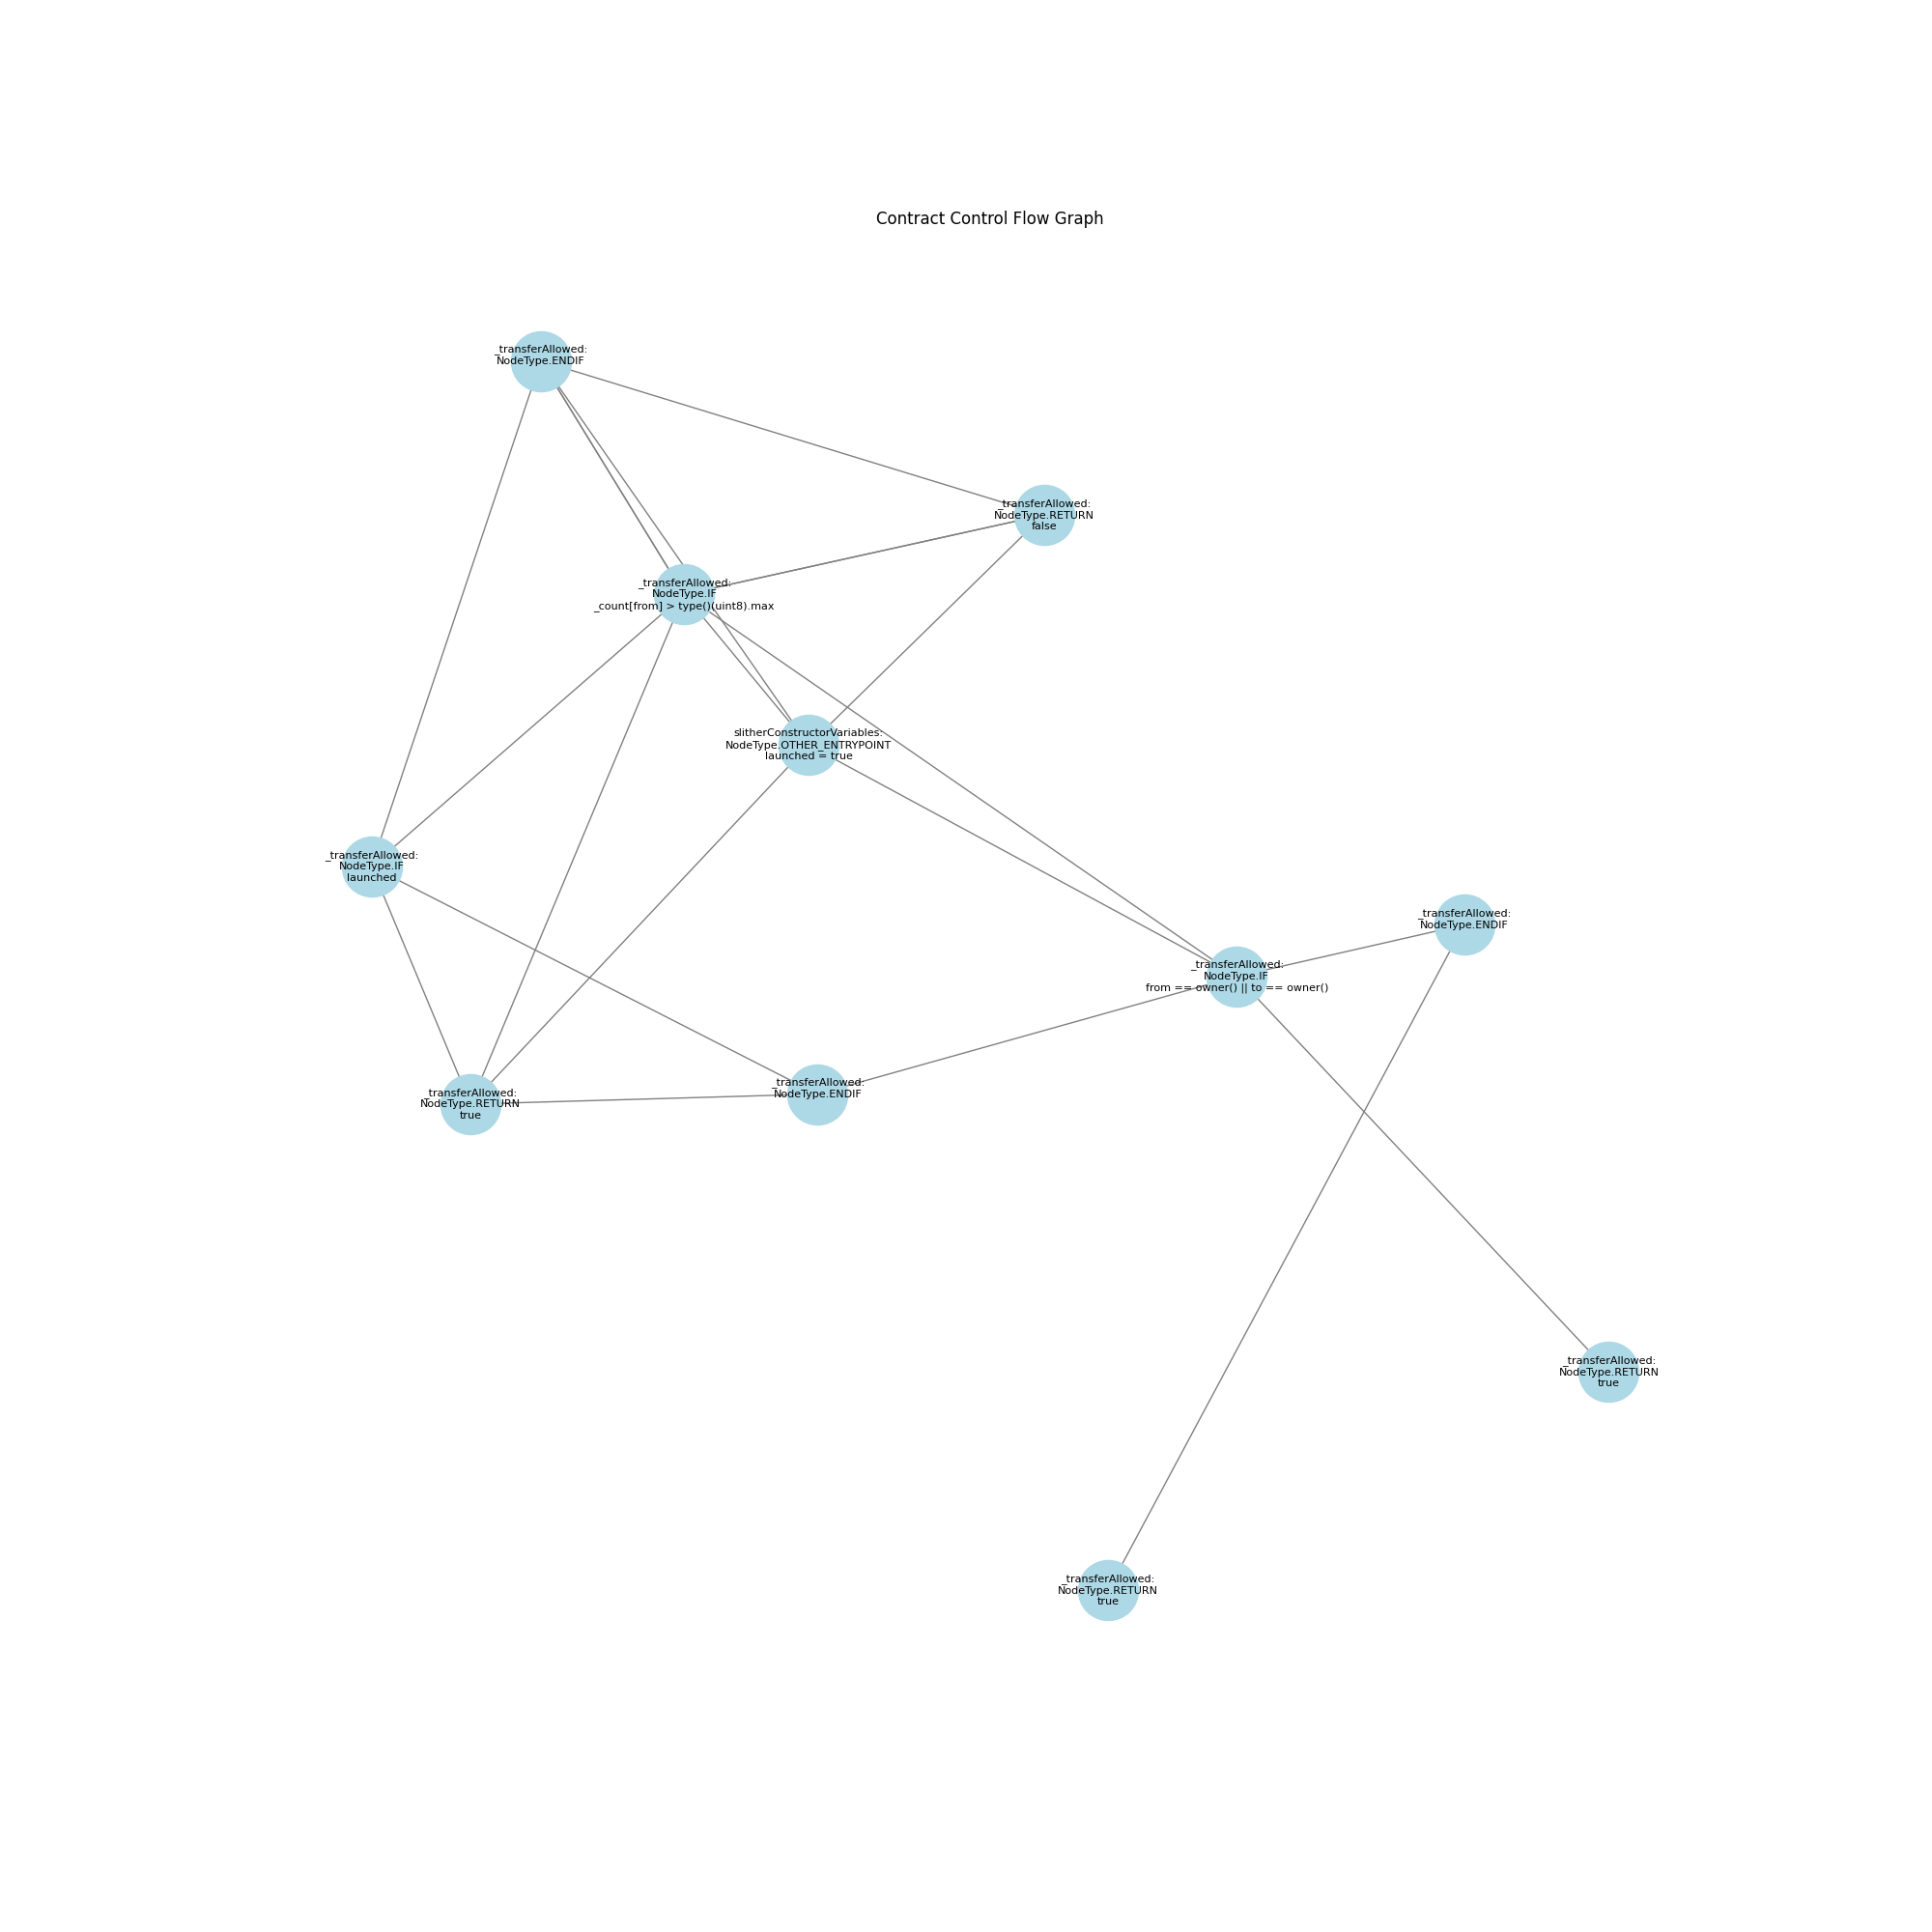 Contract Control Flow Graph
_transferAllowed:
NodeType.ENDIF
_transferAllowed:
NodeType.RETURN
false
_transferAllowed:
NodeType.IF
_count[from] > type()(uint8).max
slitherConstructorVariables:
NodeType.OTHER_ENTRYPOINT
launched = true
_transferAllowed:
NodeType.IF
launched
_transferAllowed:
NodeType.ENDIF
_transferAllowed:
NodeType.IF
from == owner() || to == owner()
_transferAllowed:
NodeType.ENDIF
_transferAllowed:
NodeType.RETURN
true
_transferAllowed:
NodeType.RETURN
true
_transferAllowed:
NodeType.RETURN
true